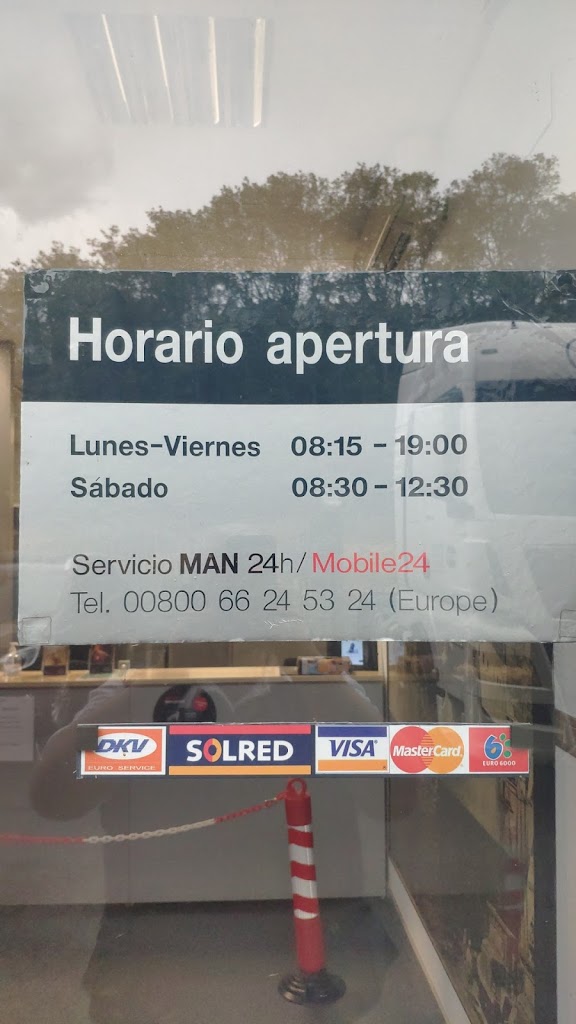 Horario apertura
Lunes-Viernes 08:15 - 19:00
Sábado 08:30 - 12:30
Servicio MAN 24h/Mobile24
Tel. 00800 66 24 53 24 (Europe)
DKV SOLRED VISA MasterCard 6
EURO SERVICE EURO 6000